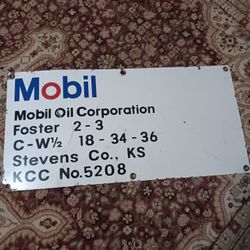 Mobil
Mobil Oil Corporation
Foster 2-3
C-W½ 18-34-36
Stevens Co., KS
KCC No.5208